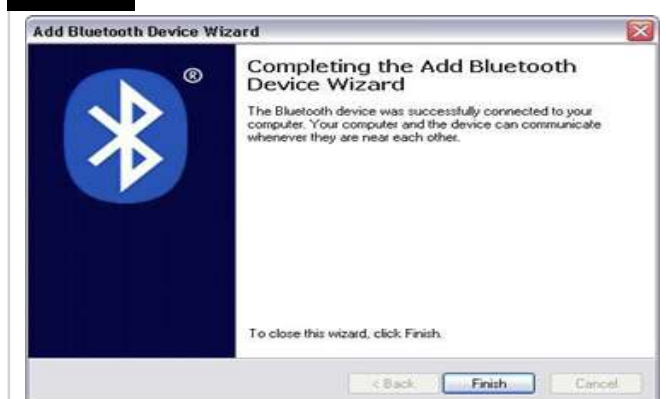 Add Bluetooth Device Wizard
®
Completing the Add Bluetooth
Device Wizard
The Bluetooth device was successfully connected to your
computer. Your computer and the device can communicate
whenever they are near each other.
To close this wizard, click Finish.
< Back Finish Cancel